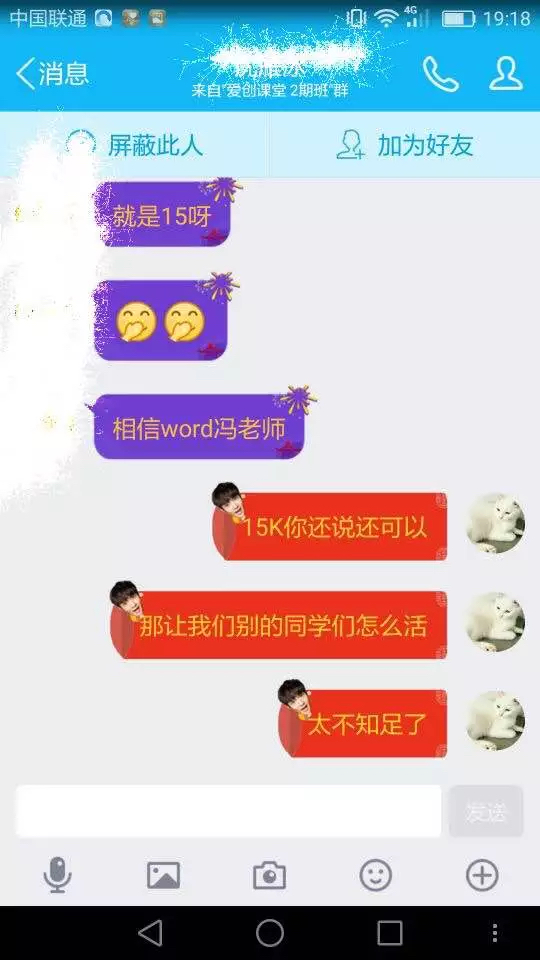 中国联通
4G
19:18
消息
来自"爱创课堂 2期班"群
屏蔽此人
加为好友
就是15呀
相信word冯老师
15K你还说还可以
那让我们别的同学们怎么活
太不知足了
发送